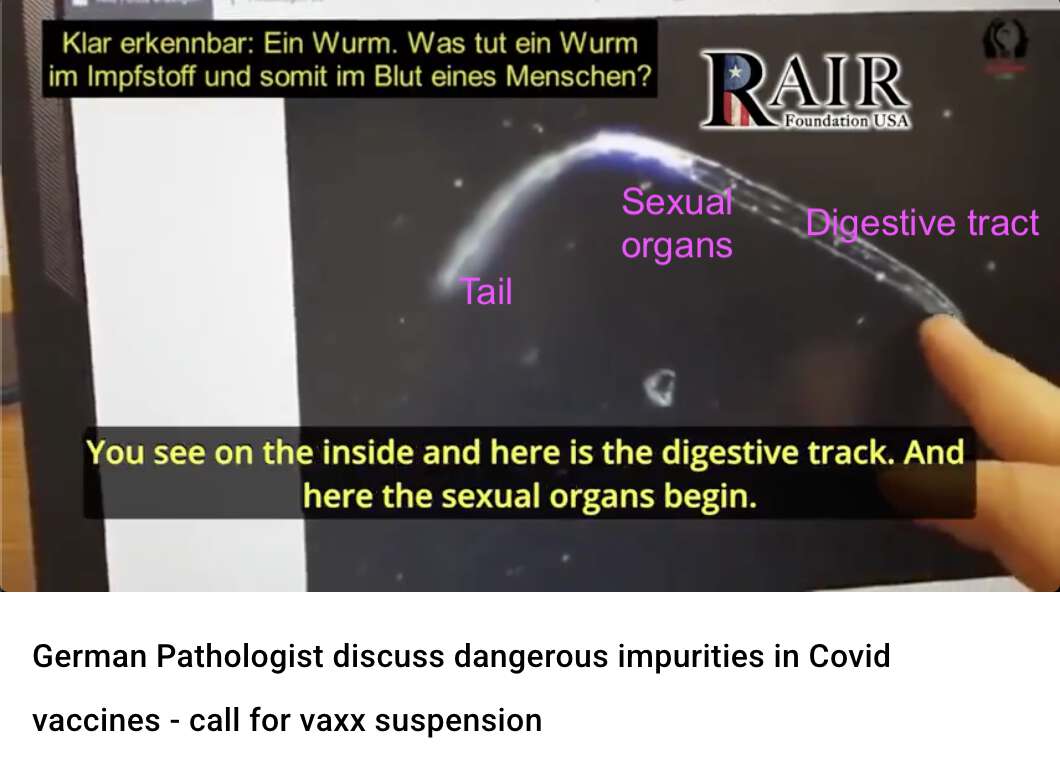 Klar erkennbar: Ein Wurm. Was tut ein Wurm
im Impfstoff und somit im Blut eines Menschen?
RAIR
Foundation USA
Sexual
organs
Digestive tract
Tail
You see on the inside and here is the digestive track. And
here the sexual organs begin.
German Pathologist discuss dangerous impurities in Covid
vaccines - call for vaxx suspension